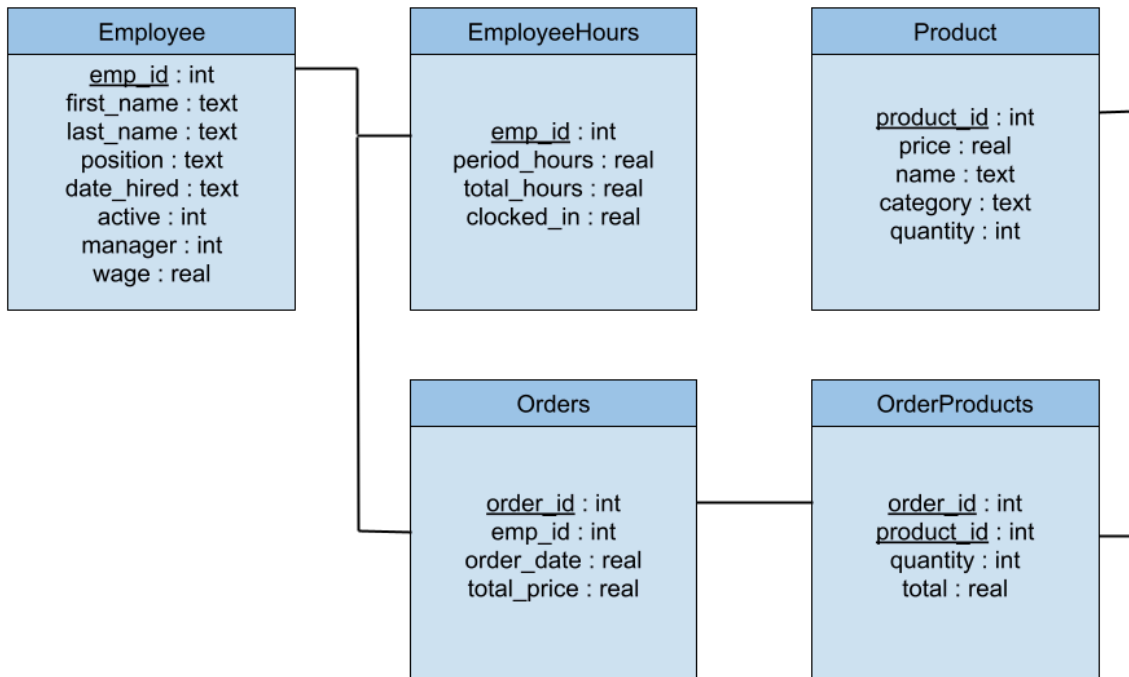 Employee
emp_id : int
first_name : text
last_name : text
position : text
date_hired : text
active : int
manager : int
wage : real
EmployeeHours
emp_id : int
period_hours : real
total_hours : real
clocked_in : real
Product
product_id : int
price : real
name : text
category : text
quantity : int
Orders
order_id : int
emp_id : int
order_date : real
total_price : real
OrderProducts
order_id : int
product_id : int
quantity : int
total : real